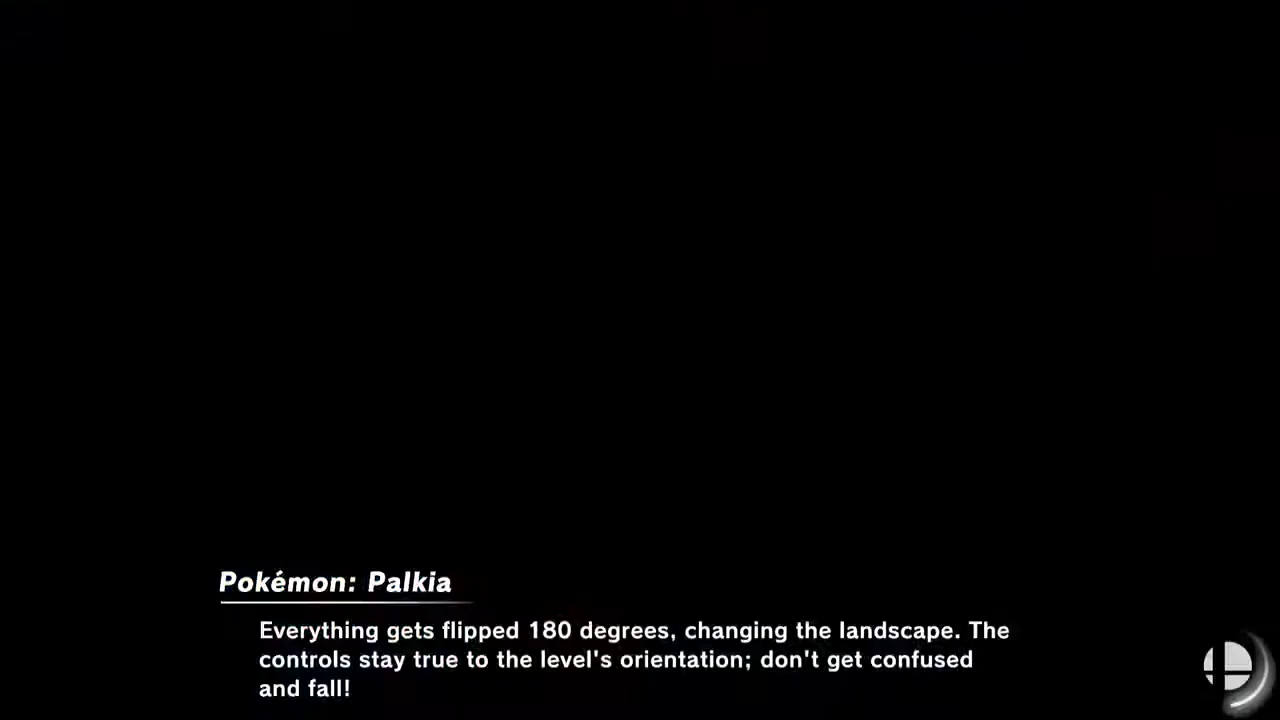 Pokémon: Palkia
Everything gets flipped 180 degrees, changing the landscape. The
controls stay true to the level's orientation; don't get confused
and fall!